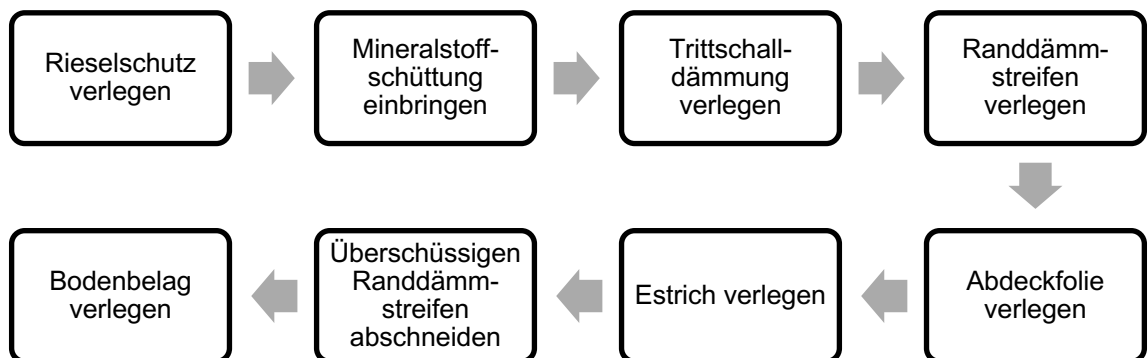 Rieselschutz
verlegen
Mineralstoff-
schüttung
einbringen
Trittschall-
dämmung
verlegen
Randdämm-
streifen
verlegen
Abdeckfolie
verlegen
Estrich verlegen
Überschüssigen
Randdämm-
streifen
abschneiden
Bodenbelag
verlegen